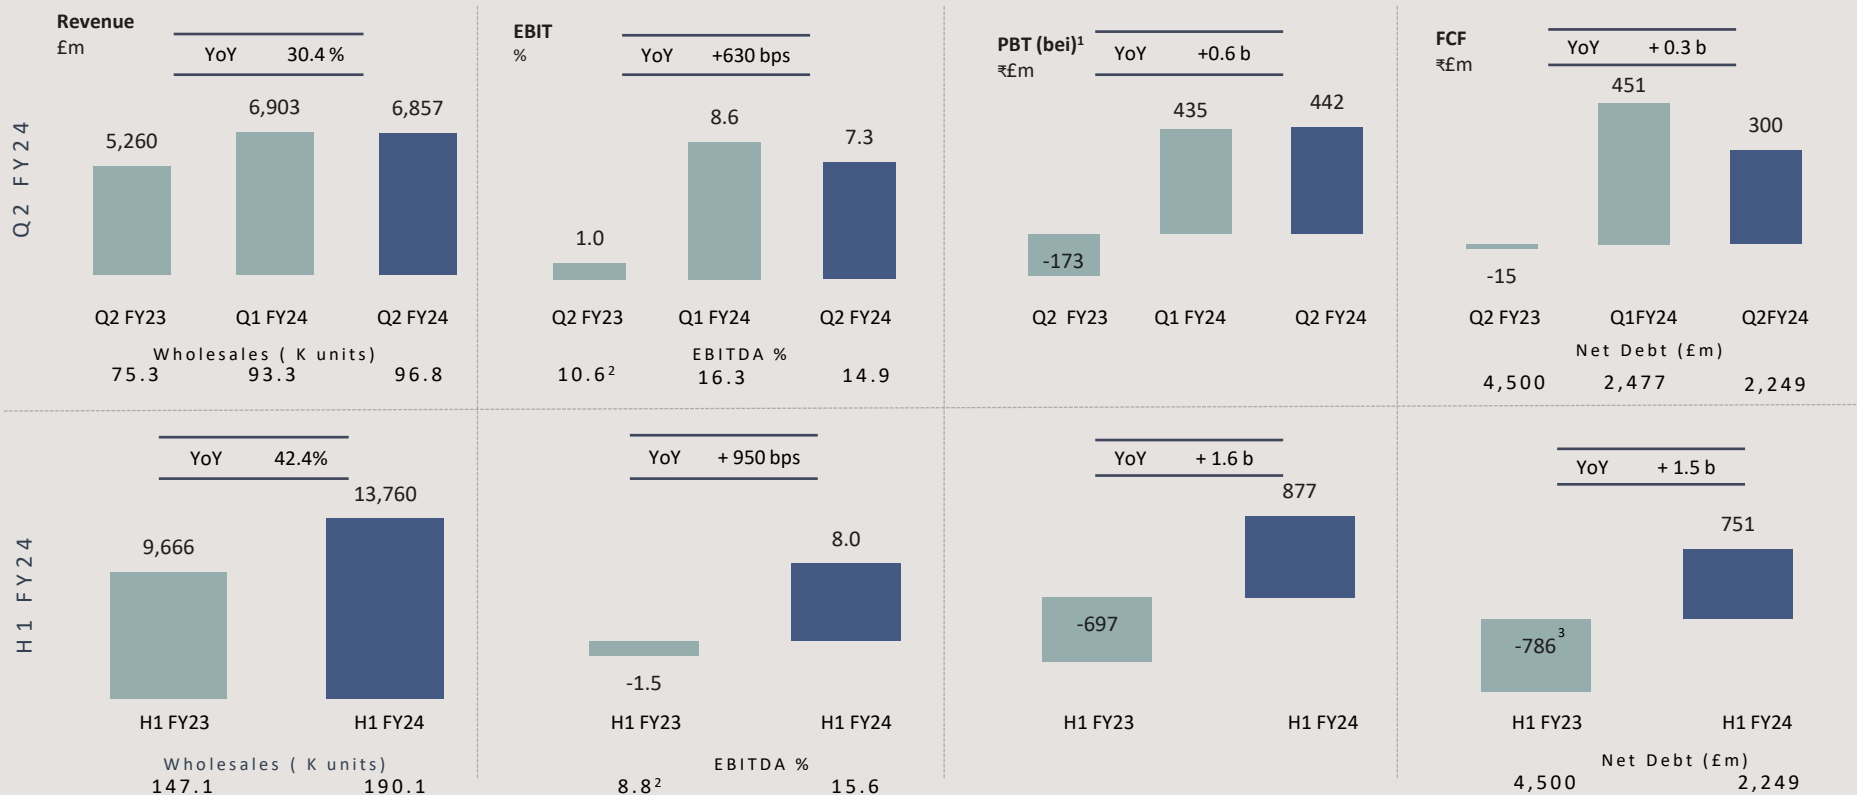 Revenue
£m
YoY 30.4 %
5,260
6,903
6,857
Q2 FY23 Q1 FY24 Q2 FY24
Wholesales ( K units)
75.3 93.3 96.8
EBIT
%
YoY +630 bps
1.0
8.6
7.3
Q2 FY23 Q1 FY24 Q2 FY24
EBITDA %
10.6² 16.3 14.9
PBT (bei)¹
₹£m
YoY +0.6 b
-173
435
442
Q2 FY23 Q1 FY24 Q2 FY24
FCF
₹£m
YoY + 0.3 b
-15
451
300
Q2 FY23 Q1FY24 Q2FY24
Net Debt (£m)
4,500 2,477 2,249
Q2 FY24
YoY 42.4%
9,666
13,760
H1 FY23 H1 FY24
Wholesales ( K units)
147.1 190.1
YoY + 950 bps
-1.5
8.0
H1 FY23 H1 FY24
EBITDA %
8.8² 15.6
YoY + 1.6 b
-697
877
H1 FY23 H1 FY24
YoY + 1.5 b
-786³
751
H1 FY23 H1 FY24
Net Debt (£m)
4,500 2,249
H1 FY24